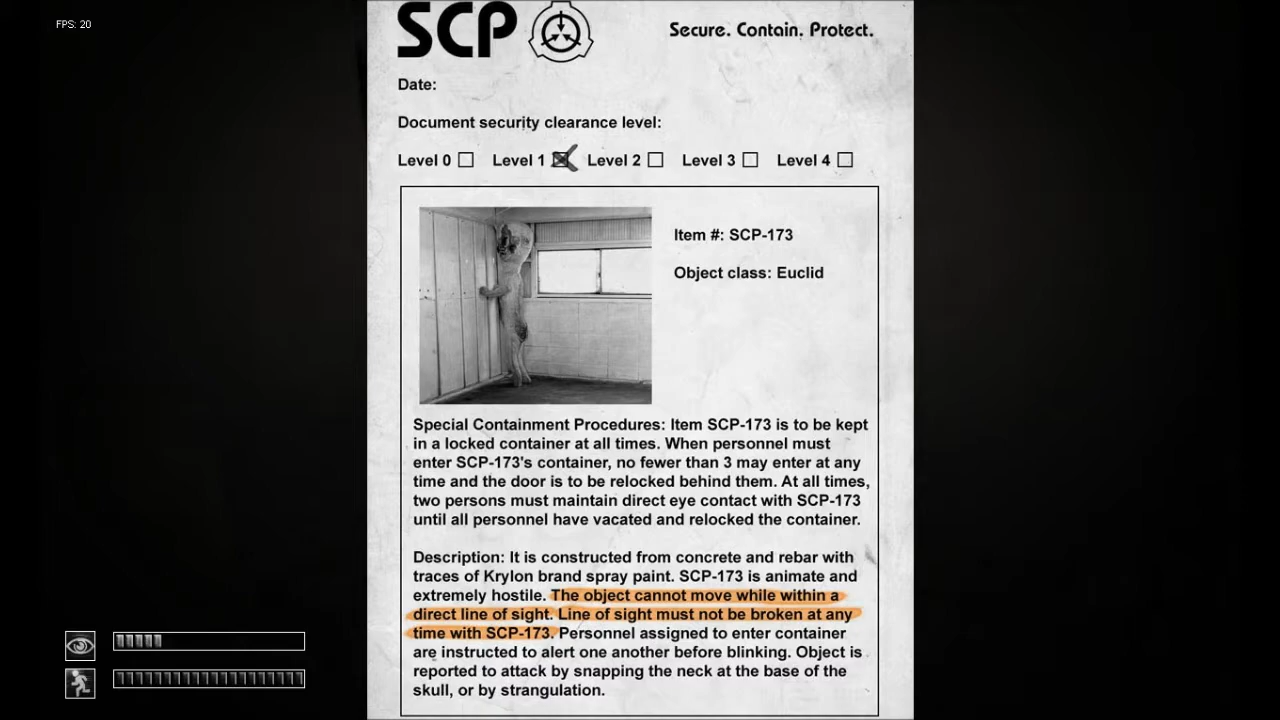 FPS: 20
SCP
Secure. Contain. Protect.
Date:
Document security clearance level:
Level 0 Level 1 Level 2 Level 3 Level 4
Item #: SCP-173
Object class: Euclid
Special Containment Procedures: Item SCP-173 is to be kept
in a locked container at all times. When personnel must
enter SCP-173's container, no fewer than 3 may enter at any
time and the door is to be relocked behind them. At all times,
two persons must maintain direct eye contact with SCP-173
until all personnel have vacated and relocked the container.
Description: It is constructed from concrete and rebar with
traces of Krylon brand spray paint. SCP-173 is animate and
extremely hostile. The object cannot move while within a
direct line of sight. Line of sight must not be broken at any
time with SCP-173. Personnel assigned to enter container
are instructed to alert one another before blinking. Object is
reported to attack by snapping the neck at the base of the
skull, or by strangulation.